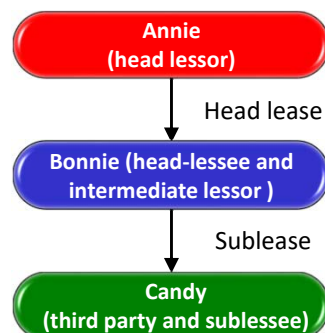 Annie
(head lessor)
Head lease
Bonnie (head-lessee and
intermediate lessor )
Sublease
Candy
(third party and sublessee)